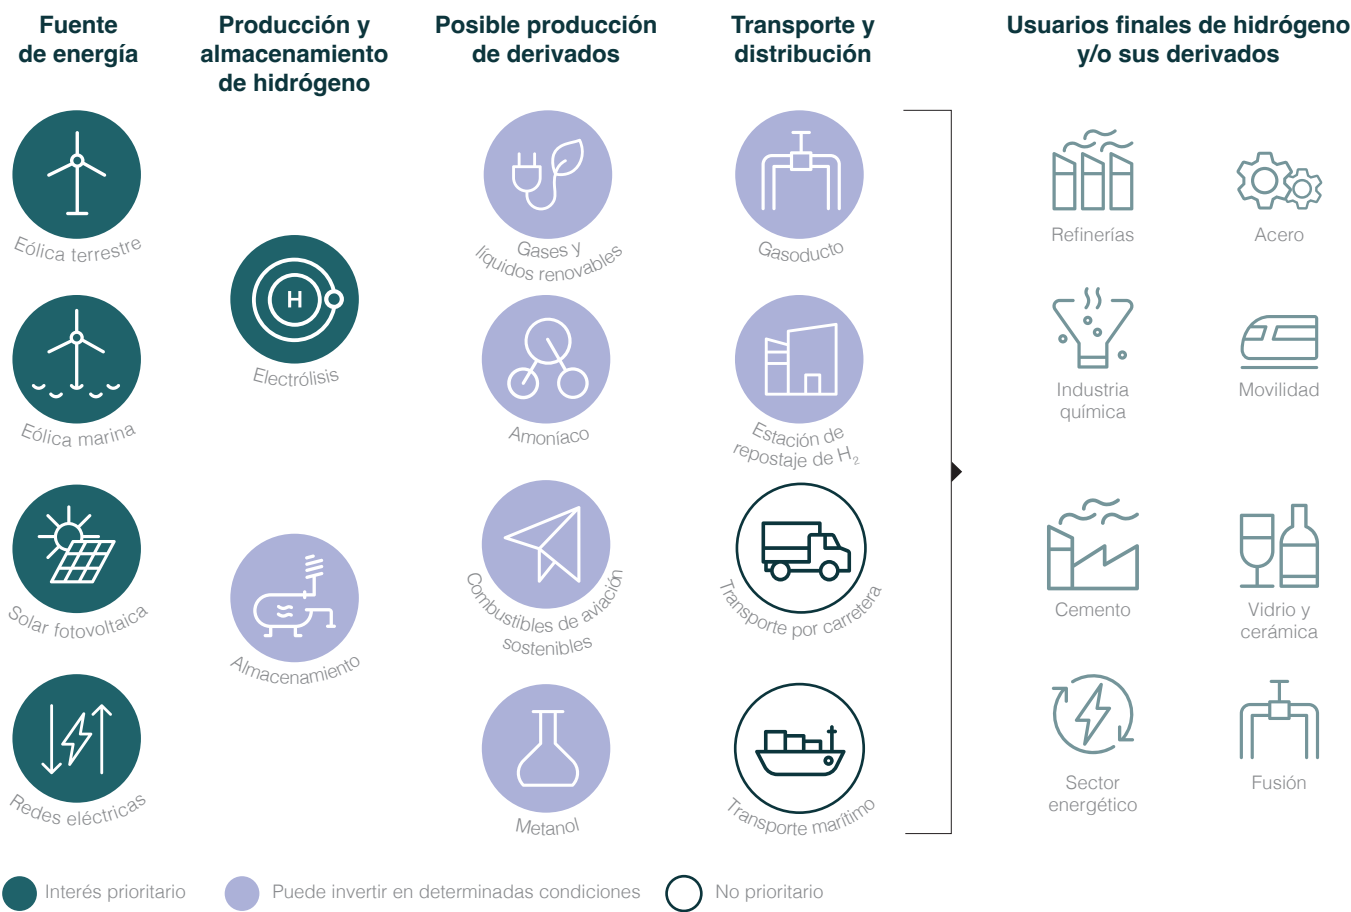 Fuente
de energía
Producción y
almacenamiento
de hidrógeno
Posible producción
de derivados
Transporte y
distribución
Usuarios finales de hidrógeno
y/o sus derivados
Eólica terrestre
Eólica marina
Solar fotovoltaica
Redes eléctricas
H
Electrólisis
Almacenamiento
Gases y
líquidos renovables
Amoníaco
Combustibles de aviación
sostenibles
Metanol
Gasoducto
Estación de
repostaje de H₂
Transporte por carretera
Transporte marítimo
Refinerías
Acero
Industria
química
Movilidad
Cemento
Vidrio y
cerámica
Sector
energético
Fusión
Interés prioritario
Puede invertir en determinadas condiciones
No prioritario